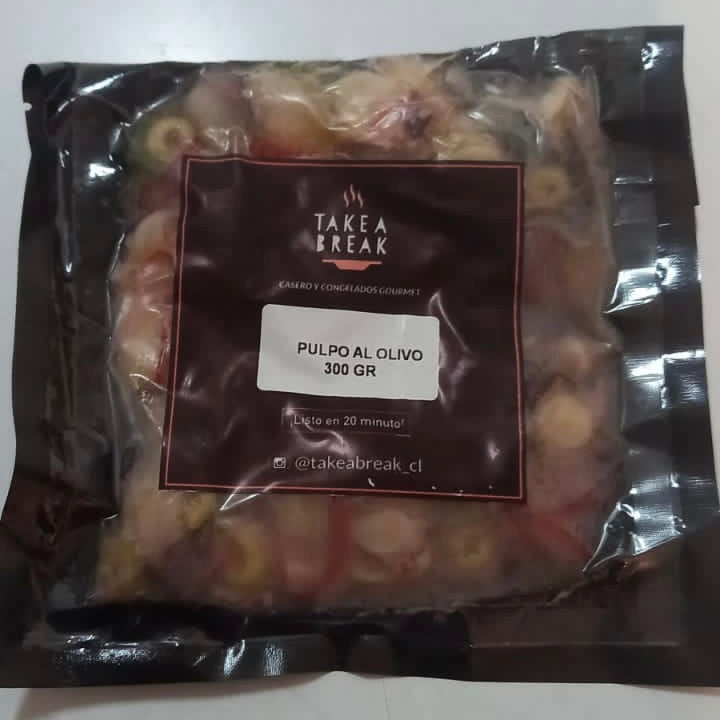 TAKE A
BREAK
CASERO Y CONGELADOS GOURMET
PULPO AL OLIVO
300 GR
¡Listo en 20 minuto!
@takeabreak_cl